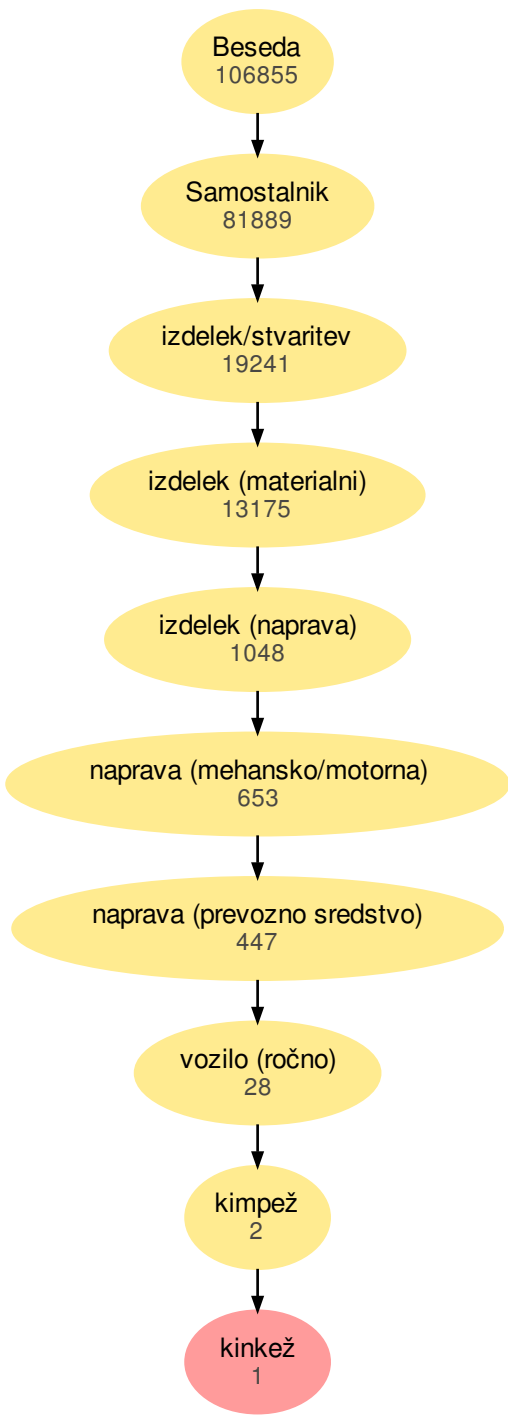 Beseda
106855
Samostalnik
81889
izdelek/stvaritev
19241
izdelek (materialni)
13175
izdelek (naprava)
1048
naprava (mehansko/motorna)
653
naprava (prevozno sredstvo)
447
vozilo (ročno)
28
kimpež
2
kinkež
1